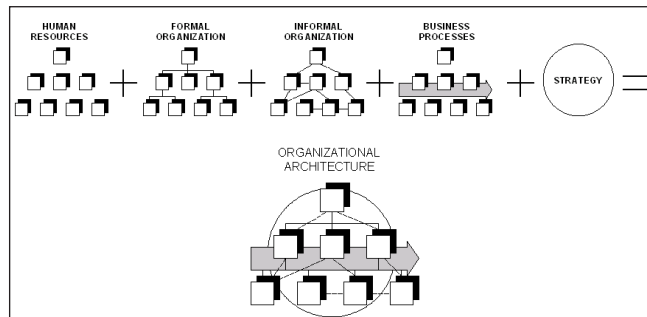 HUMAN
RESOURCES
FORMAL
ORGANIZATION
INFORMAL
ORGANIZATION
BUSINESS
PROCESSES
STRATEGY
ORGANIZATIONAL
ARCHITECTURE